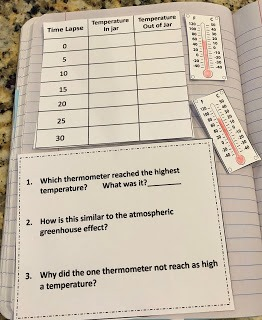 Time Lapse
Temperature
In jar
Temperature
Out of Jar
0
5
10
15
20
25
30
F C
F C
1. Which thermometer reached the highest
temperature? What was it?_______
2. How is this similar to the atmospheric
greenhouse effect?
3. Why did the one thermometer not reach as high
a temperature?